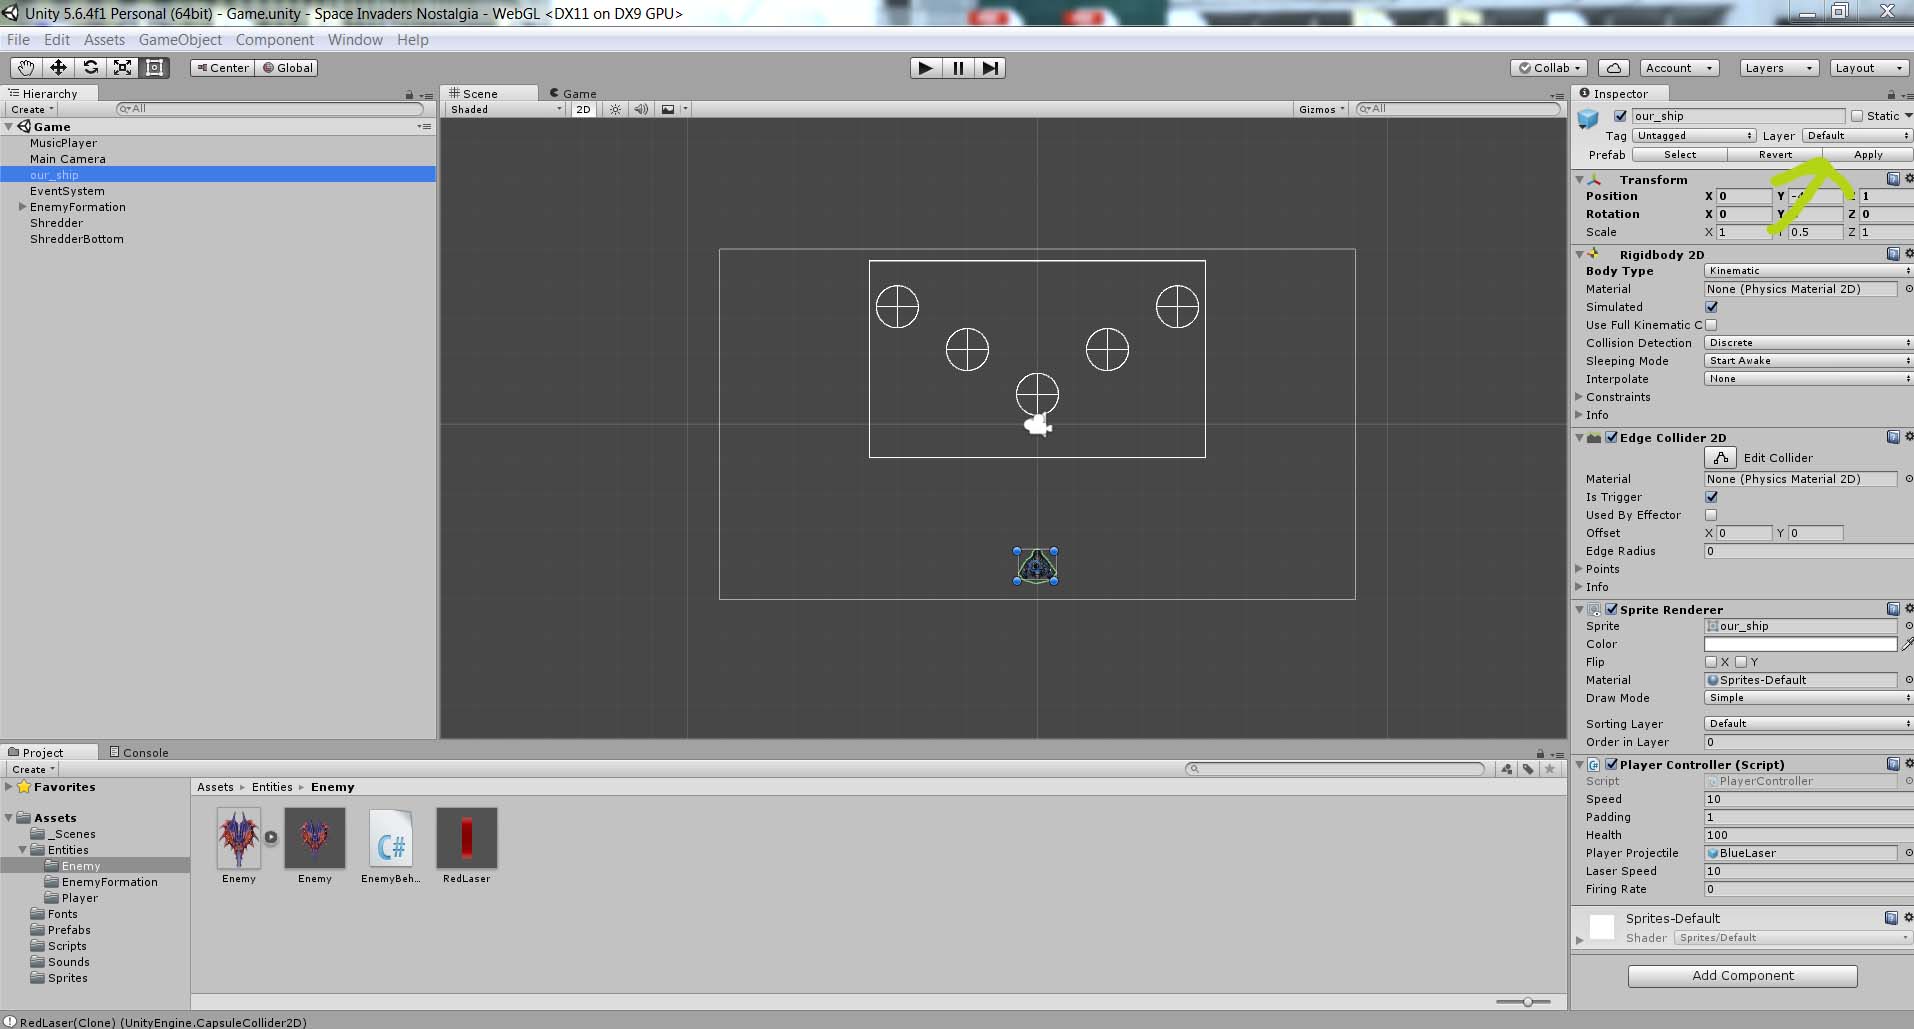 Unity 5.6.4f1 Personal (64bit) - Game.unity - Space Invaders Nostalgia - WebGL <DX11 on DX9 GPU>
File Edit Assets GameObject Component Window Help
Center Global Collab Account Layers Layout
Hierarchy
Create All
Game
MusicPlayer
Main Camera
our_ship
EventSystem
EnemyFormation
Shredder
ShredderBottom
Scene Game
Shaded 2D Gizmos All
Inspector
our_ship Static
Tag Untagged Layer Default
Prefab Select Revert Apply
Transform
Position X 0 Y Z 1
Rotation X 0 Y Z 0
Scale X 1 Y 0.5 Z 1
Rigidbody 2D
Body Type Kinematic
Material None (Physics Material 2D)
Simulated
Use Full Kinematic C
Collision Detection Discrete
Sleeping Mode Start Awake
Interpolate None
Constraints
Info
Edge Collider 2D
Edit Collider
Material None (Physics Material 2D)
Is Trigger
Used By Effector
Offset X 0 Y 0
Edge Radius 0
Points
Info
Sprite Renderer
Sprite our_ship
Color
Flip X Y
Material Sprites-Default
Draw Mode Simple
Sorting Layer Default
Order in Layer 0
Player Controller (Script)
Script PlayerController
Speed 10
Padding 1
Health 100
Player Projectile BlueLaser
Laser Speed 10
Firing Rate 0
Sprites-Default
Shader Sprites/Default
Add Component
Project Console
Create
Favorites
Assets
_Scenes
Entities
Enemy
EnemyFormation
Player
Fonts
Prefabs
Scripts
Sounds
Sprites
Assets Entities Enemy
C#
Enemy Enemy EnemyBeh... RedLaser
RedLaser(Clone) (UnityEngine.CapsuleCollider2D)